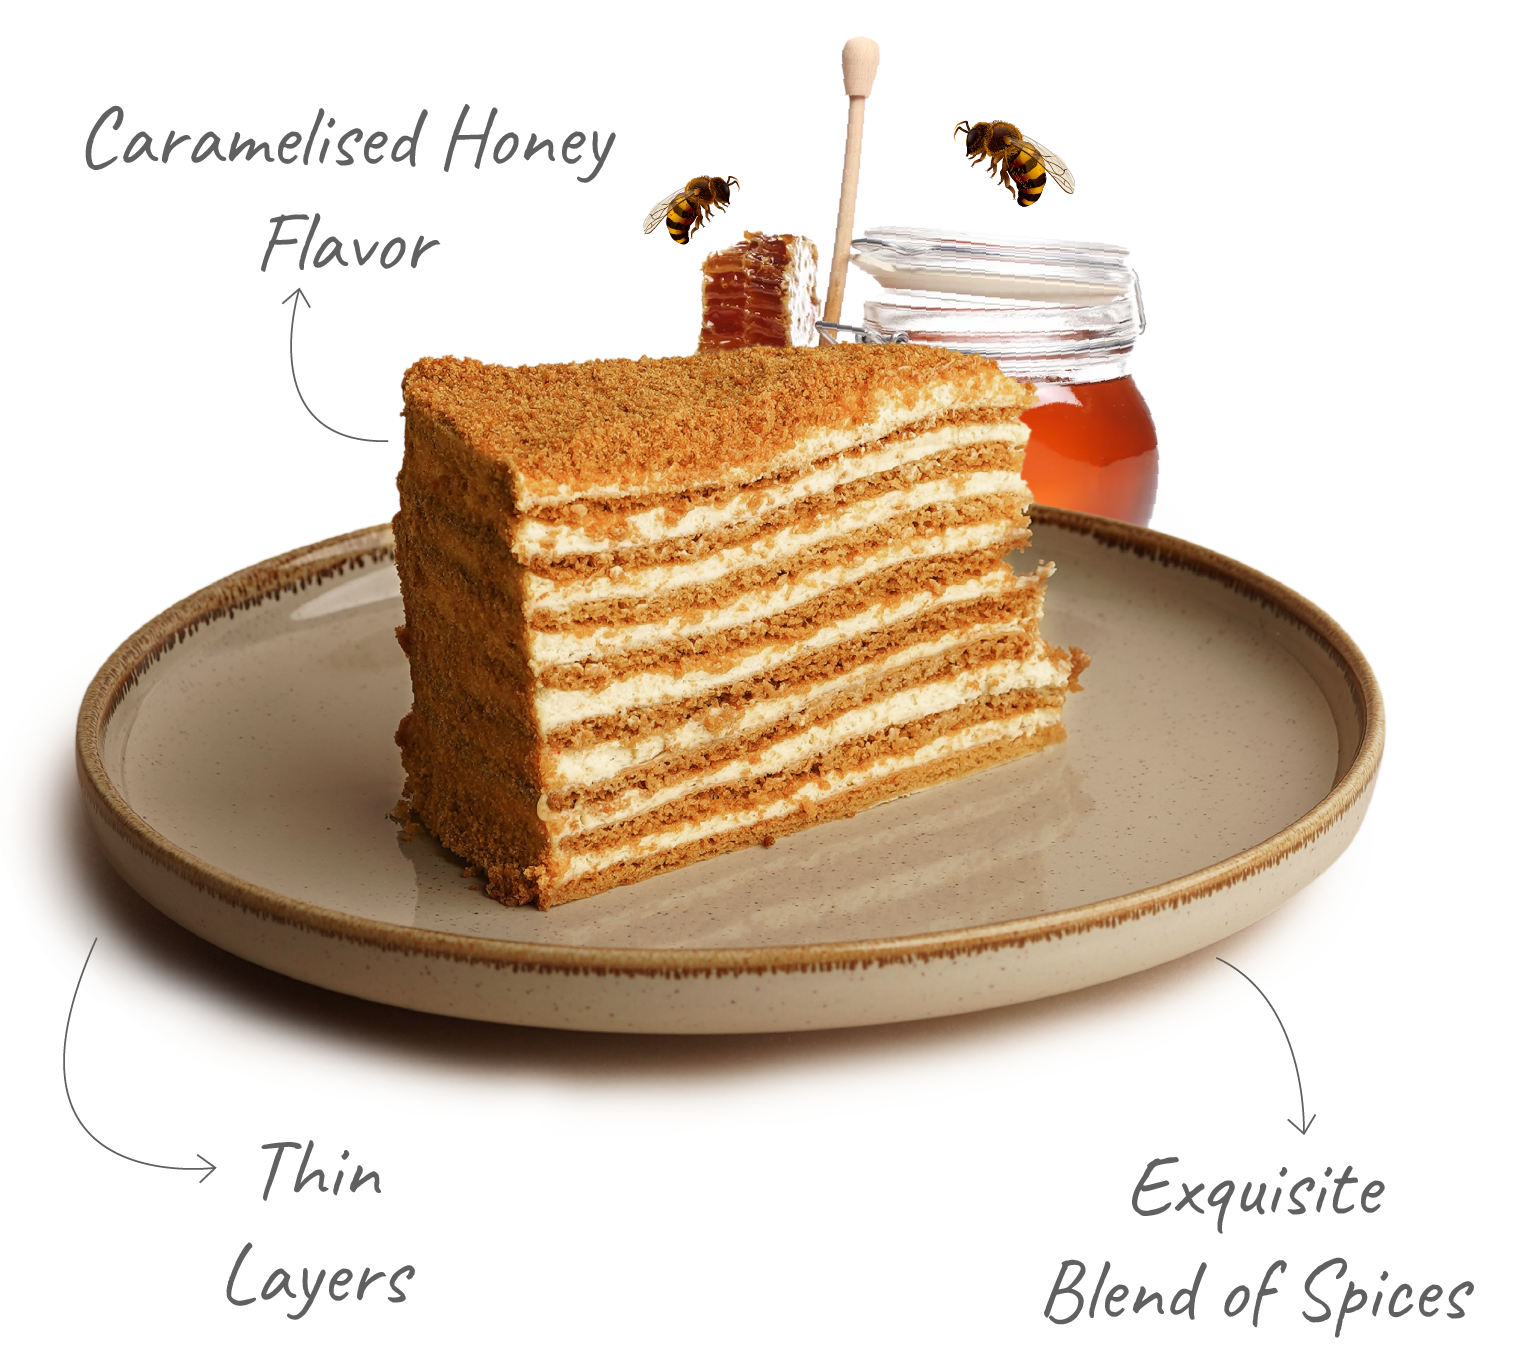 Caramelised Honey
Flavor
Thin
Layers
Exquisite
Blend of Spices